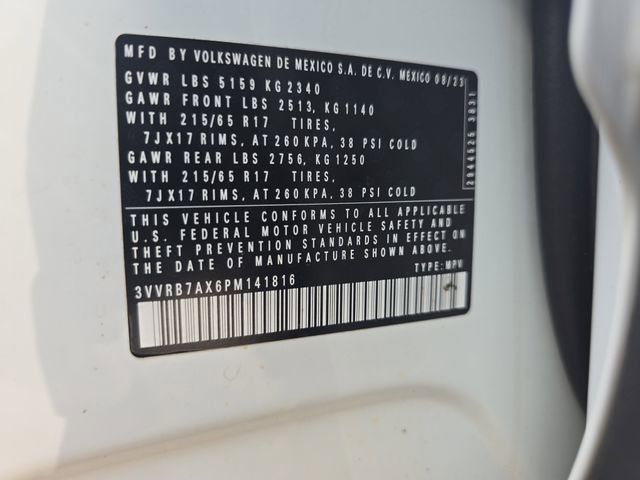 MFD BY VOLKSWAGEN DE MEXICO S.A. DE C.V. MEXICO 08/23
GVWR LBS 5159 KG 2340
GAWR FRONT LBS 2513, KG 1140
WITH 215/65 R17 TIRES,
7JX17 RIMS, AT 260 KPA, 38 PSI COLD
GAWR REAR LBS 2756, KG 1250
WITH 215/65 R17 TIRES,
7JX17 RIMS, AT 260 KPA, 38 PSI COLD
THIS VEHICLE CONFORMS TO ALL APPLICABLE
U.S. FEDERAL MOTOR VEHICLE SAFETY AND
THEFT PREVENTION STANDARDS IN EFFECT ON
THE DATE OF MANUFACTURE SHOWN ABOVE.
3VVRB7AX6PM141816 TYPE: MPV
2044525 3831